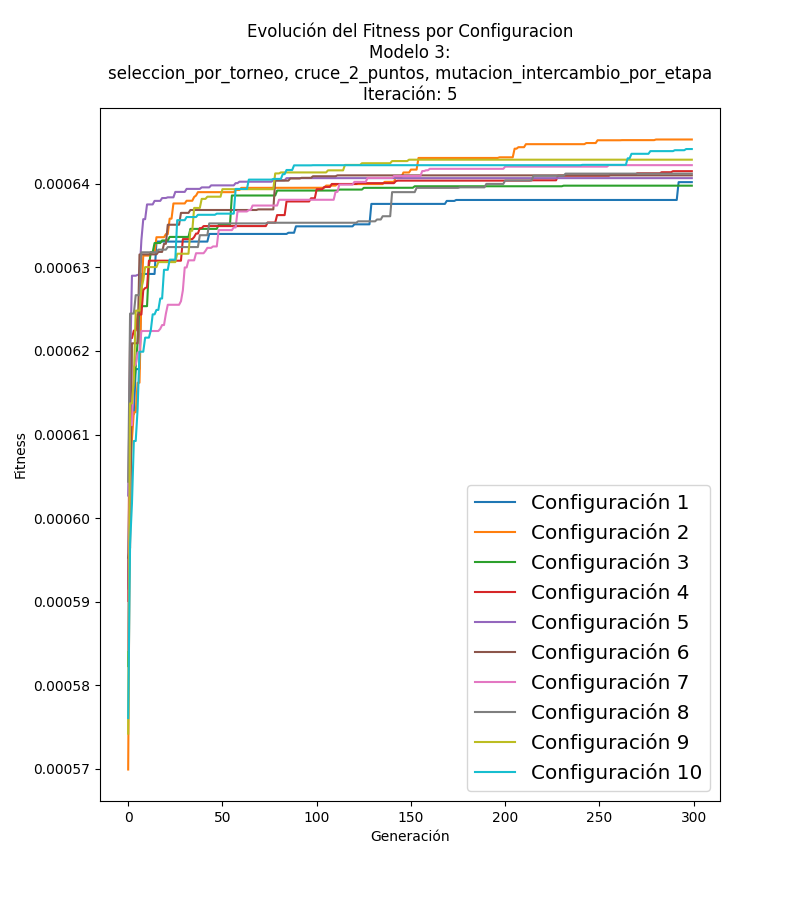 Evolución del Fitness por Configuracion
Modelo 3:
seleccion_por_torneo, cruce_2_puntos, mutacion_intercambio_por_etapa
Iteración: 5
Fitness
0.00064
0.00063
0.00062
0.00061
0.00060
0.00059
0.00058
0.00057
Configuración 1
Configuración 2
Configuración 3
Configuración 4
Configuración 5
Configuración 6
Configuración 7
Configuración 8
Configuración 9
Configuración 10
0 50 100 150 200 250 300
Generación